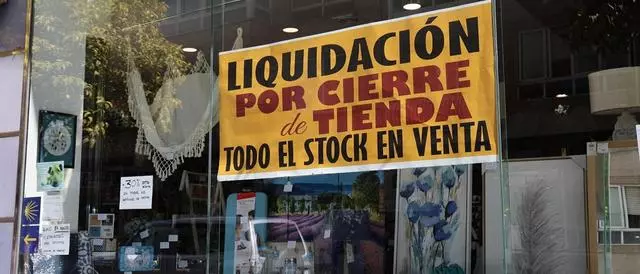 LIQUIDACIÓN
POR CIERRE
de TIENDA
TODO EL STOCK EN VENTA